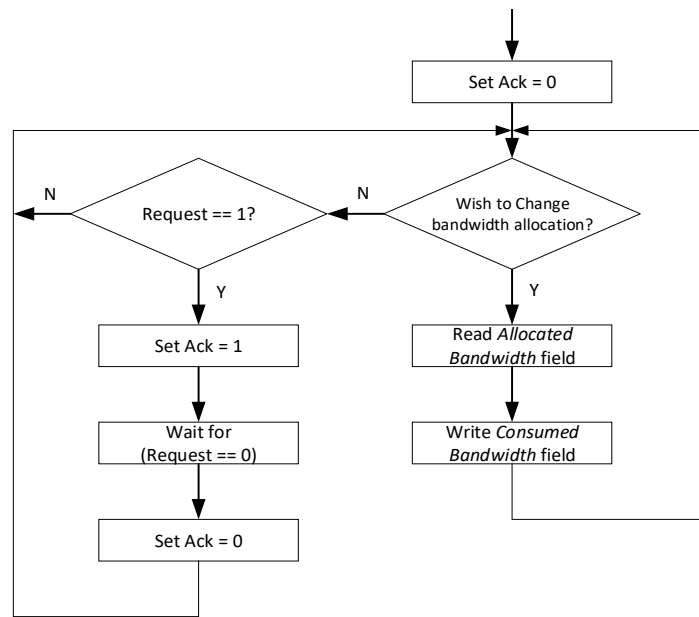 Set Ack = 0
Wish to Change
bandwidth allocation?
N
Request == 1?
N
Y
Set Ack = 1
Wait for
(Request == 0)
Set Ack = 0
Y
Read Allocated
Bandwidth field
Write Consumed
Bandwidth field